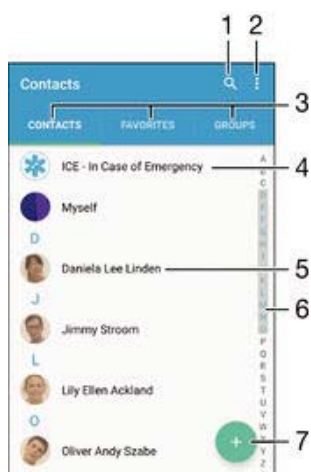 1 2
Contacts
3
CONTACTS FAVORITES GROUPS
ICE - In Case of Emergency
4
Myself
D
Daniela Lee Linden
5
J
Jimmy Stroom
6
L
Lily Ellen Ackland
O
Oliver Andy Szabe
+
7
A
B
C
D
P
Q
R
S
T
U
V
W
Y
Z